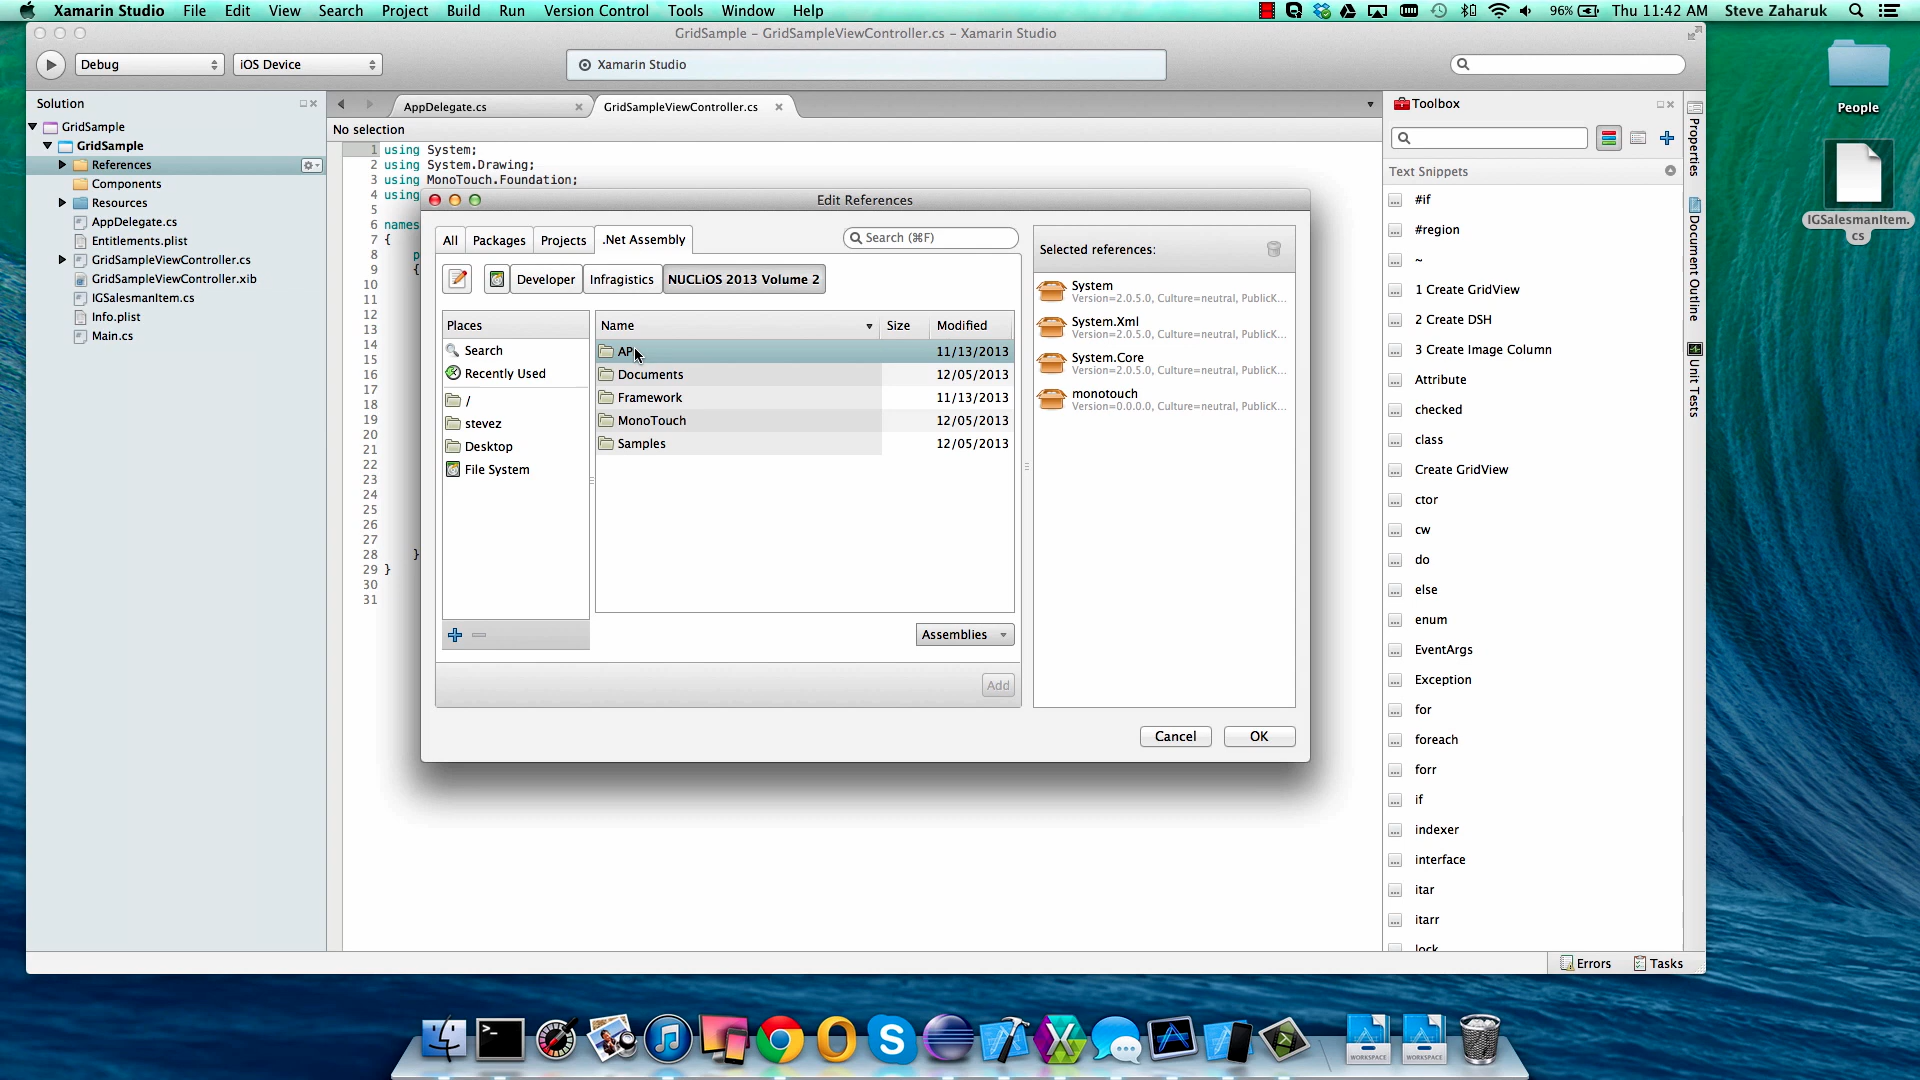 Xamarin Studio File Edit View Search Project Build Run Version Control Tools Window Help 96% Thu 11:42 AM Steve Zaharuk
GridSample – GridSampleViewController.cs – Xamarin Studio
Debug
iOS Device
Xamarin Studio
Solution
GridSample
GridSample
References
Components
Resources
AppDelegate.cs
Entitlements.plist
GridSampleViewController.cs
GridSampleViewController.xib
IGSalesmanItem.cs
Info.plist
Main.cs
AppDelegate.cs
GridSampleViewController.cs
No selection
1 using System;
2 using System.Drawing;
3 using MonoTouch.Foundation;
4 using
5
6 names
7 {
8 p
9 {
10
11
12
13
14
15
16
17
18
19
20
21
22
23
24
25
26
27
28 }
29 }
30
31
Edit References
All
Packages
Projects
.Net Assembly
Search (⌘F)
Developer
Infragistics
NUCLiOS 2013 Volume 2
Places
Search
Recently Used
/
stevez
Desktop
File System
Name Size Modified
AP 11/13/2013
Documents 12/05/2013
Framework 11/13/2013
MonoTouch 12/05/2013
Samples 12/05/2013
Assemblies
Add
Selected references:
System
Version=2.0.5.0, Culture=neutral, PublicK...
System.Xml
Version=2.0.5.0, Culture=neutral, PublicK...
System.Core
Version=2.0.5.0, Culture=neutral, PublicK...
monotouch
Version=0.0.0.0, Culture=neutral, PublicK...
Cancel
OK
Toolbox
Text Snippets
#if
#region
~
1 Create GridView
2 Create DSH
3 Create Image Column
Attribute
checked
class
Create GridView
ctor
cw
do
else
enum
EventArgs
Exception
for
foreach
forr
if
indexer
interface
itar
itarr
lock
Properties
Document Outline
Unit Tests
Errors
Tasks
People
IGSalesmanItem.
cs
WORKSPACE
WORKSPACE